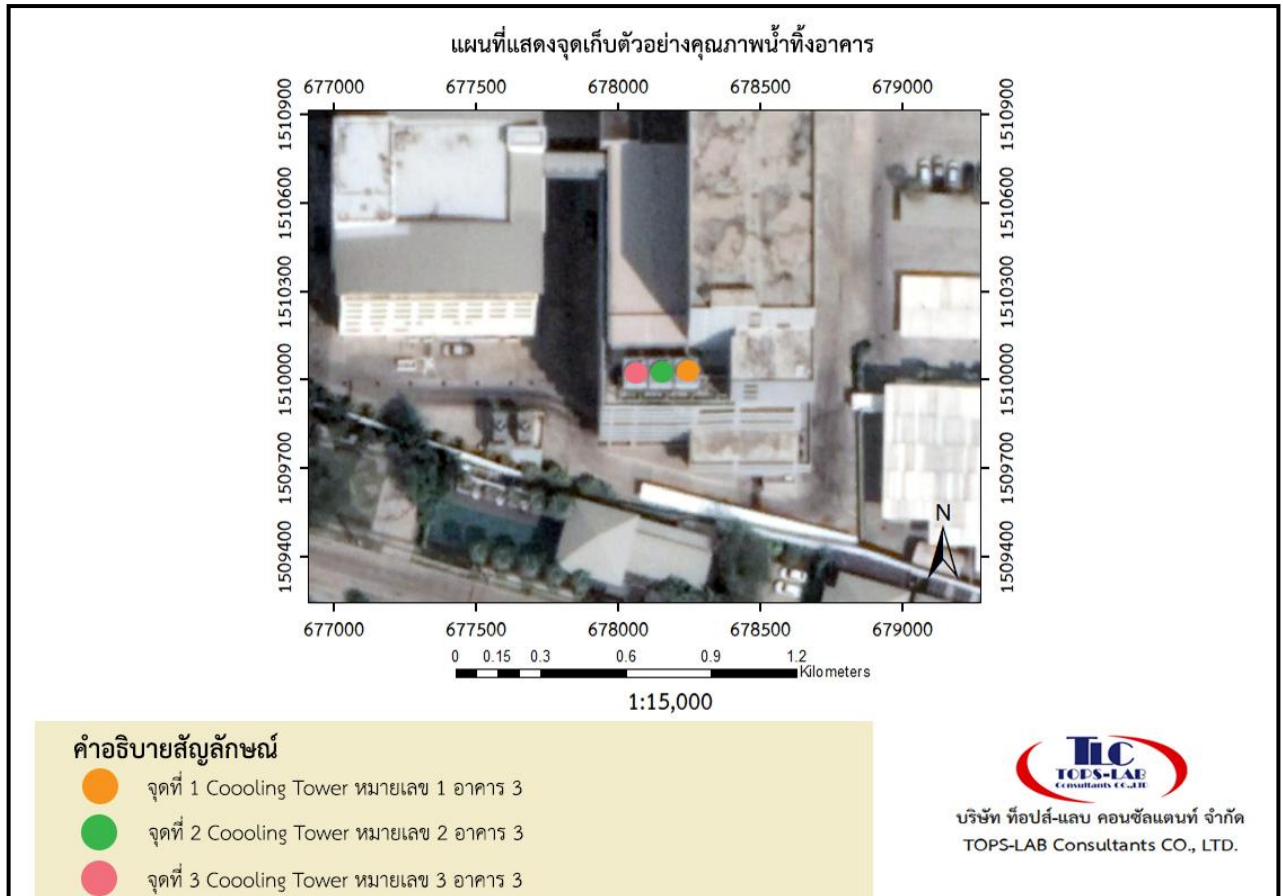 แผนที่แสดงจุดเก็บตัวอย่างคุณภาพน้ำทิ้งอาคาร
677000 677500 678000 678500 679000
1510900 1510900
1510600 1510600
1510300 1510300
1510000 1510000
1509700 1509700
1509400 1509400
N
677000 677500 678000 678500 679000
0 0.15 0.3 0.6 0.9 1.2
Kilometers
1:15,000
คำอธิบายสัญลักษณ์
จุดที่ 1 Coooling Tower หมายเลข 1 อาคาร 3
จุดที่ 2 Coooling Tower หมายเลข 2 อาคาร 3
จุดที่ 3 Coooling Tower หมายเลข 3 อาคาร 3
TLC
TOPS-LAB
Consultants CO.,LTD
บริษัท ท็อปส์-แลบ คอนซัลแตนท์ จำกัด
TOPS-LAB Consultants CO., LTD.